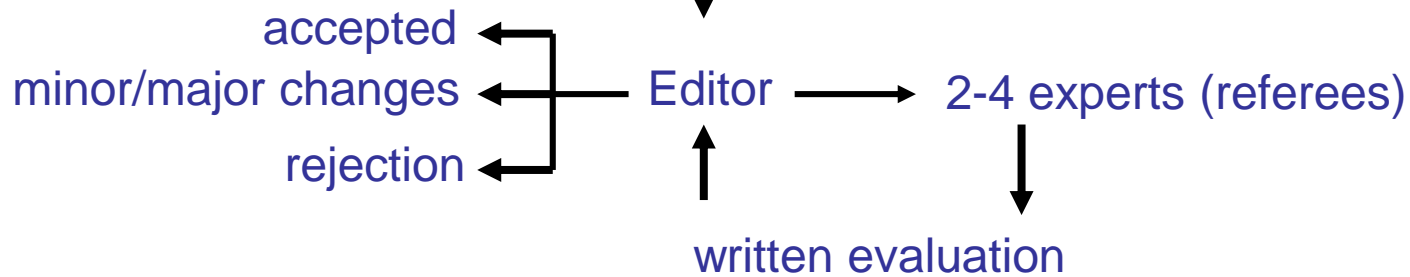 accepted
minor/major changes
Editor
2-4 experts (referees)
rejection
written evaluation